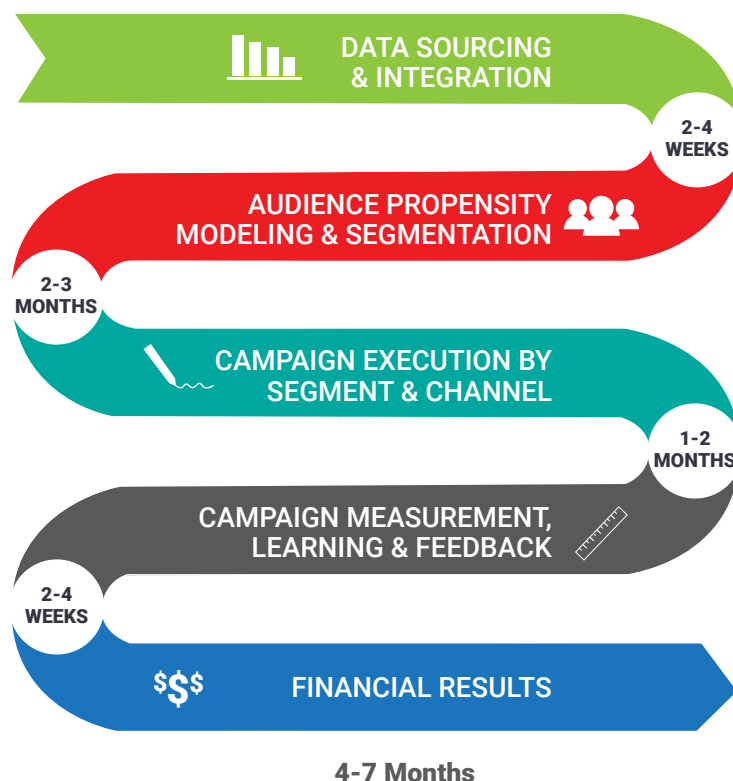 DATA SOURCING
& INTEGRATION
2-4
WEEKS
AUDIENCE PROPENSITY
MODELING & SEGMENTATION
2-3
MONTHS
CAMPAIGN EXECUTION BY
SEGMENT & CHANNEL
1-2
MONTHS
CAMPAIGN MEASUREMENT,
LEARNING & FEEDBACK
2-4
WEEKS
$$$ FINANCIAL RESULTS
4-7 Months